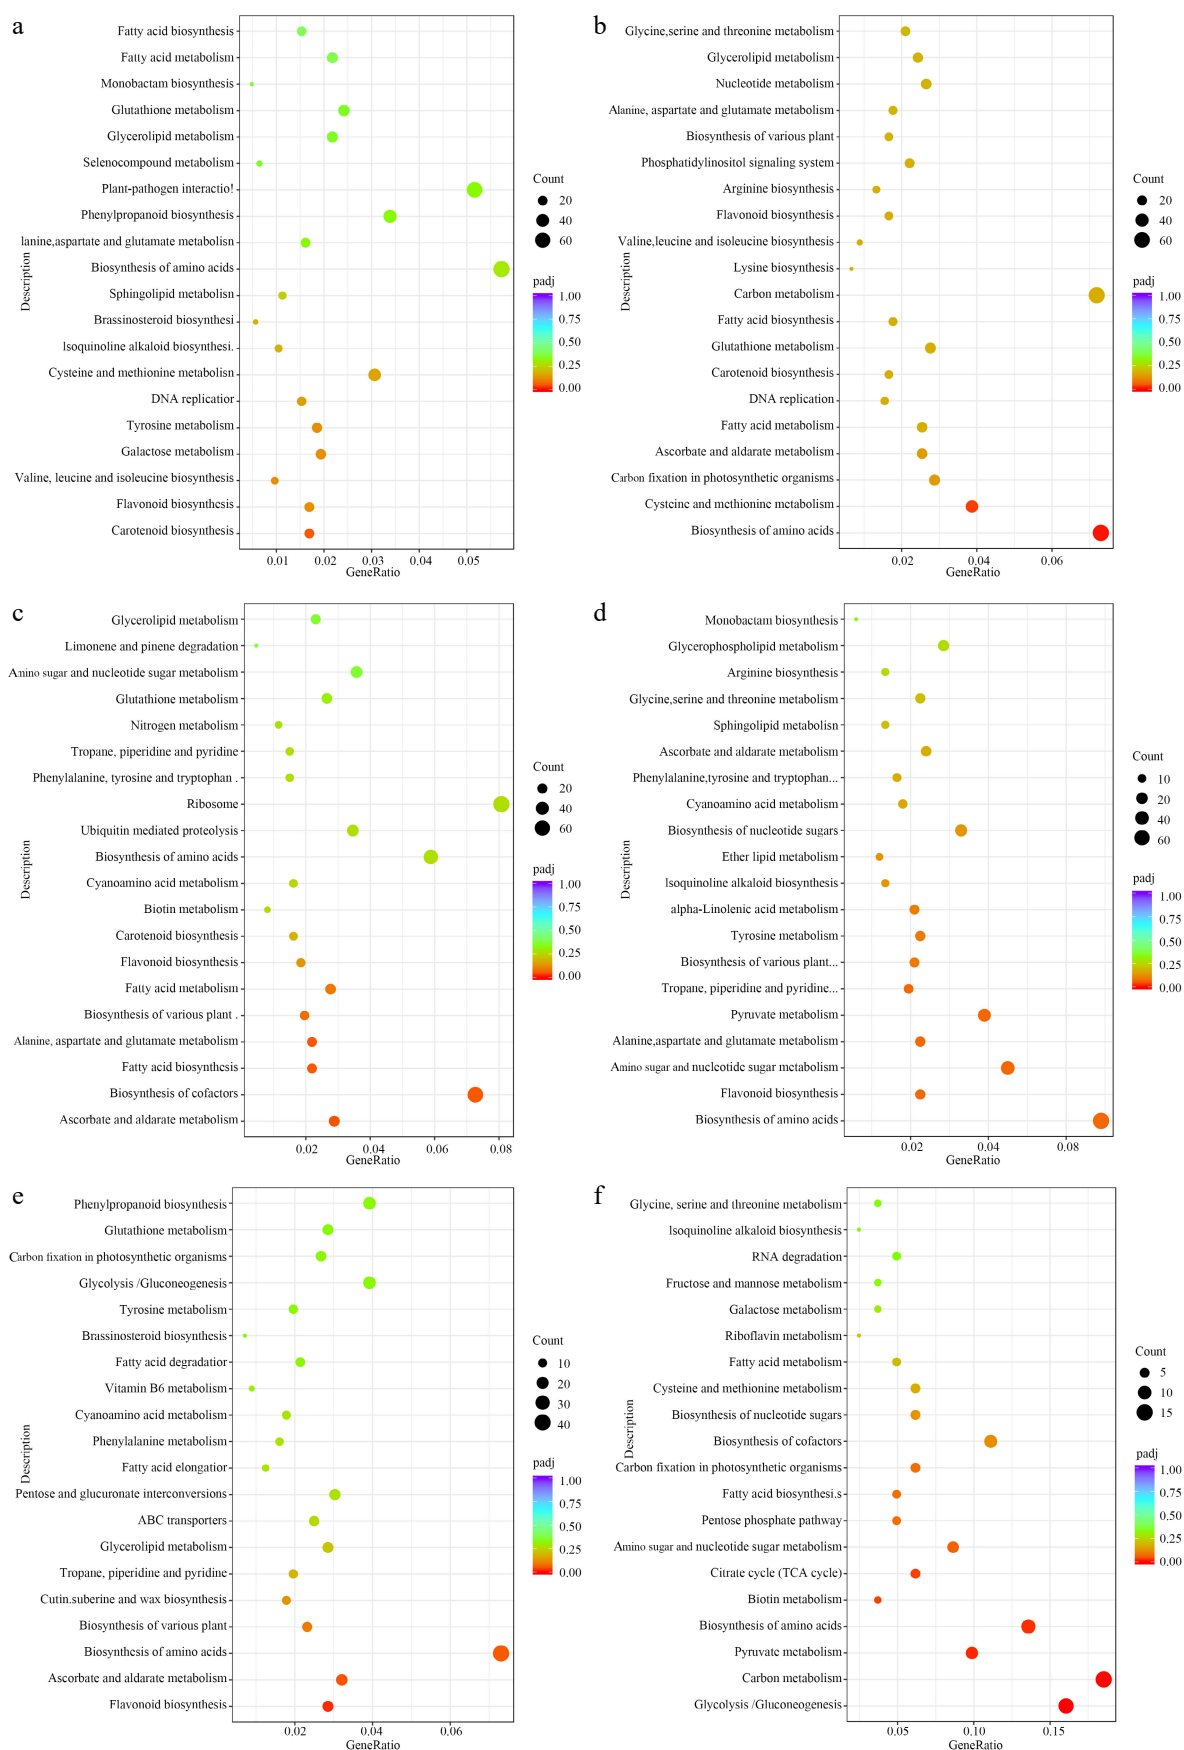 a
Fatty acid biosynthesis
Fatty acid metabolism
Monobactam biosynthesis
Glutathione metabolism
Glycerolipid metabolism
Selenocompound metabolism
Plant-pathogen interactio!
Phenylpropanoid biosynthesis
lanine,aspartate and glutamate metabolisn
Biosynthesis of amino acids
Sphingolipid metabolisn
Brassinosteroid biosynthesi
lsoquinoline alkaloid biosynthesi.
Cysteine and methionine metabolisn
DNA replicatior
Tyrosine metabolism
Galactose metabolism
Valine, leucine and isoleucine biosynthesis
Flavonoid biosynthesis
Carotenoid biosynthesis
Description
0.01 0.02 0.03 0.04 0.05
GeneRatio
Count
20
40
60
padj
1.00
0.75
0.50
0.25
0.00
b
Glycine,serine and threonine metabolism
Glycerolipid metabolism
Nucleotide metabolism
Alanine, aspartate and glutamate metabolism
Biosynthesis of various plant
Phosphatidylinositol signaling system
Arginine biosynthesis
Flavonoid biosynthesis
Valine,leucine and isoleucine biosynthesis
Lysine biosynthesis
Carbon metabolism
Fatty acid biosynthesis
Glutathione metabolism
Carotenoid biosynthesis
DNA replication
Fatty acid metabolism
Ascorbate and aldarate metabolism
Carbon fixation in photosynthetic organisms
Cysteine and methionine metabolism
Biosynthesis of amino acids
Description
0.02 0.04 0.06
GeneRatio
Count
20
40
60
padj
1.00
0.75
0.50
0.25
0.00
c
Glycerolipid metabolism
Limonene and pinene degradation
Amino sugar and nucleotide sugar metabolism
Glutathione metabolism
Nitrogen metabolism
Tropane, piperidine and pyridine
Phenylalanine, tyrosine and tryptophan .
Ribosome
Ubiquitin mediated proteolysis
Biosynthesis of amino acids
Cyanoamino acid metabolism
Biotin metabolism
Carotenoid biosynthesis
Flavonoid biosynthesis
Fatty acid metabolism
Biosynthesis of various plant .
Alanine, aspartate and glutamate metabolism
Fatty acid biosynthesis
Biosynthesis of cofactors
Ascorbate and aldarate metabolism
Description
0.02 0.04 0.06 0.08
GeneRatio
Count
20
40
60
padj
1.00
0.75
0.50
0.25
0.00
d
Monobactam biosynthesis
Glycerophospholipid metabolism
Arginine biosynthesis
Glycine,serine and threonine metabolism
Sphingolipid metabolisn
Ascorbate and aldarate metabolism
Phenylalanine,tyrosine and tryptophan...
Cyanoamino acid metabolism
Biosynthesis of nucleotide sugars
Ether lipid metabolism
lsoquinoline alkaloid biosynthesis
alpha-Linolenic acid metabolism
Tyrosine metabolism
Biosynthesis of various plant...
Tropane, piperidine and pyridine...
Pyruvate metabolism
Alanine,aspartate and glutamate metabolism
Amino sugar and nucleotide sugar metabolism
Flavonoid biosynthesis
Biosynthesis of amino acids
Description
0.02 0.04 0.08
GeneRatio
Count
10
20
40
60
padj
1.00
0.75
0.50
0.25
0.00
e
Phenylpropanoid biosynthesis
Glutathione metabolism
Carbon fixation in photosynthetic organisms
Glycolysis /Gluconeogenesis
Tyrosine metabolism
Brassinosteroid biosynthesis
Fatty acid degradatior
Vitamin B6 metabolism
Cyanoamino acid metabolism
Phenylalanine metabolism
Fatty acid elongatior
Pentose and glucuronate interconversions
ABC transporters
Glycerolipid metabolism
Tropane, piperidine and pyridine
Cutin.suberine and wax biosynthesis
Biosynthesis of various plant
Biosynthesis of amino acids
Ascorbate and aldarate metabolism
Flavonoid biosynthesis
Description
0.02 0.04 0.06
GeneRatio
Count
10
20
30
40
padj
1.00
0.75
0.50
0.25
0.00
f
Glycine, serine and threonine metabolism
lsoquinoline alkaloid biosynthesis
RNA degradation
Fructose and mannose metabolism
Galactose metabolism
Riboflavin metabolism
Fatty acid metabolism
Cysteine and methionine metabolism
Biosynthesis of nucleotide sugars
Biosynthesis of cofactors
Carbon fixation in photosynthetic organisms
Fatty acid biosynthesi.s
Pentose phosphate pathway
Amino sugar and nucleotide sugar metabolism
Citrate cycle (TCA cycle)
Biotin metabolism
Biosynthesis of amino acids
Pyruvate metabolism
Carbon metabolism
Glycolysis /Gluconeogenesis
Description
0.05 0.10 0.15
GeneRatio
Count
5
10
15
padj
1.00
0.75
0.50
0.25
0.00